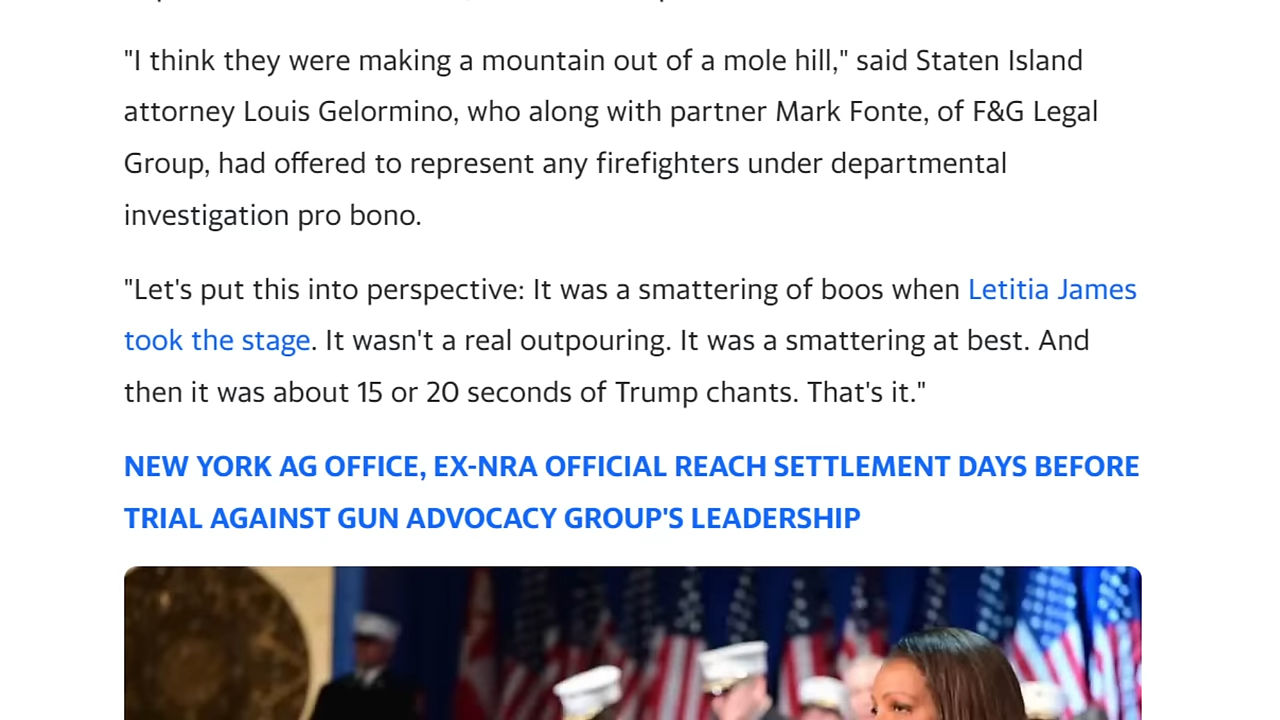 "I think they were making a mountain out of a mole hill," said Staten Island
attorney Louis Gelormino, who along with partner Mark Fonte, of F&G Legal
Group, had offered to represent any firefighters under departmental
investigation pro bono.
"Let's put this into perspective: It was a smattering of boos when Letitia James
took the stage. It wasn't a real outpouring. It was a smattering at best. And
then it was about 15 or 20 seconds of Trump chants. That's it."
NEW YORK AG OFFICE, EX-NRA OFFICIAL REACH SETTLEMENT DAYS BEFORE
TRIAL AGAINST GUN ADVOCACY GROUP'S LEADERSHIP